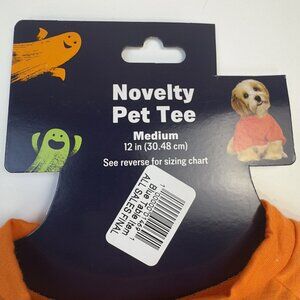 Novelty
Pet Tee
Medium
12 in (30.48 cm)
See reverse for sizing chart
Blue Table Item
ALL SALES FINAL